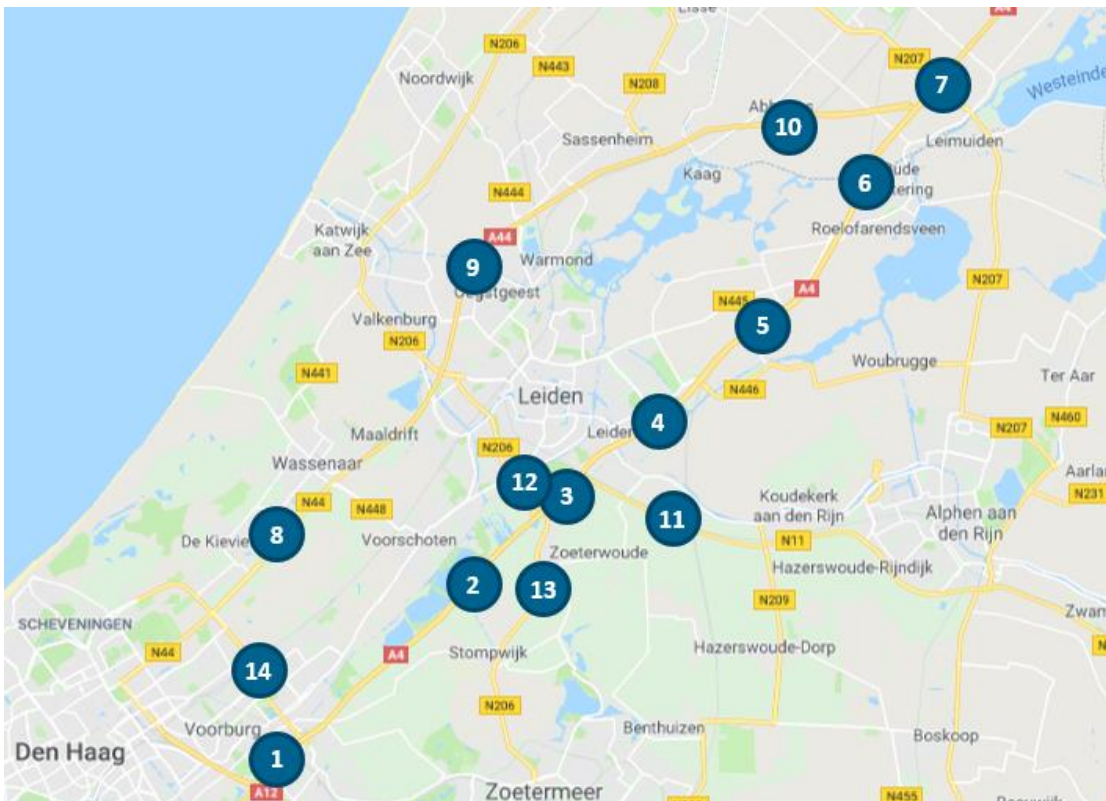 Lisse
A4
N206
N207
7
Noordwijk
N443
N208
Westeinde
10
Sassenheim
Leimuiden
Kaag
6
N444
Roelofarendsveen
Katwijk
aan Zee
A44
Warmond
9
N207
A4
N445
Valkenburg
5
N206
Woubrugge
N441
Ter Aar
N446
Leiden
4
N460
N207
Maaldrift
N206
Wassenaar
12
3
N231
N44
N448
11
Koudekerk
aan den Rijn
Alphen aan
den Rijn
8
Voorschoten
N11
Zoeterwoude
Hazerswoude-Rijndijk
2
13
N209
SCHEVENINGEN
N44
A4
Stompwijk
Hazerswoude-Dorp
14
N206
Voorburg
Benthuizen
Boskoop
Den Haag
1
A12
Zoetermeer
N455